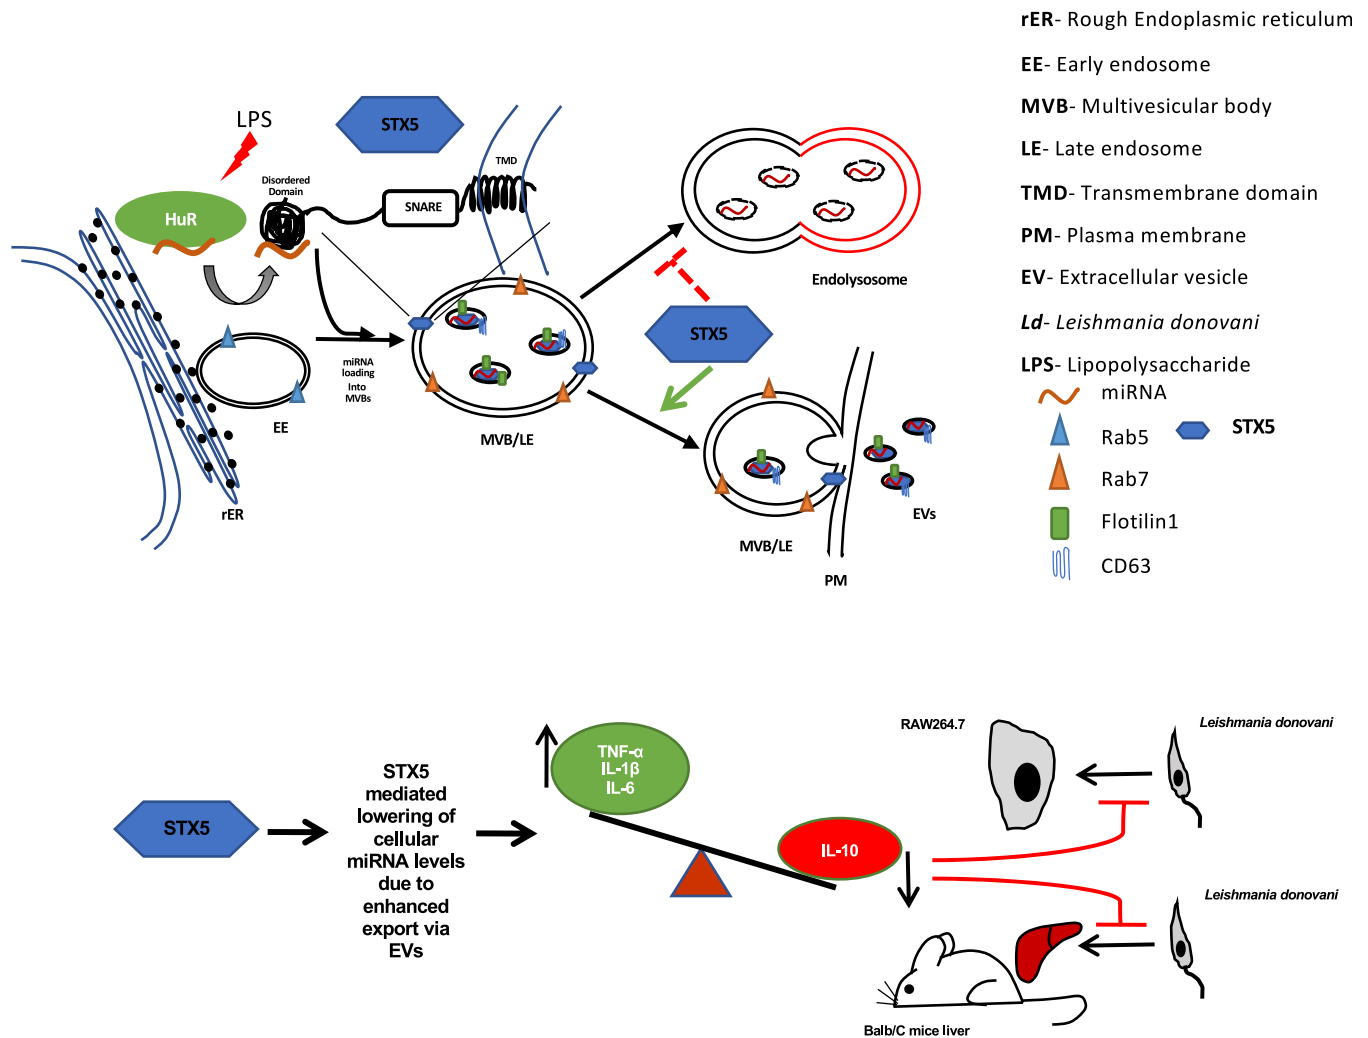 rER- Rough Endoplasmic reticulum
EE- Early endosome
MVB- Multivesicular body
LE- Late endosome
TMD- Transmembrane domain
PM- Plasma membrane
EV- Extracellular vesicle
Ld- Leishmania donovani
LPS- Lipopolysaccharide
miRNA
Rab5
STX5
Rab7
Flotilin1
CD63
LPS
STX5
TMD
Disordered
Domain
SNARE
HuR
Endolysosome
STX5
miRNA
loading
Into
MVBs
EE
MVB/LE
rER
EVs
MVB/LE
PM
STX5
STX5
mediated
lowering of
cellular
miRNA levels
due to
enhanced
export via
EVs
TNF-α
IL-1β
IL-6
IL-10
RAW264.7
Leishmania donovani
Leishmania donovani
Balb/C mice liver